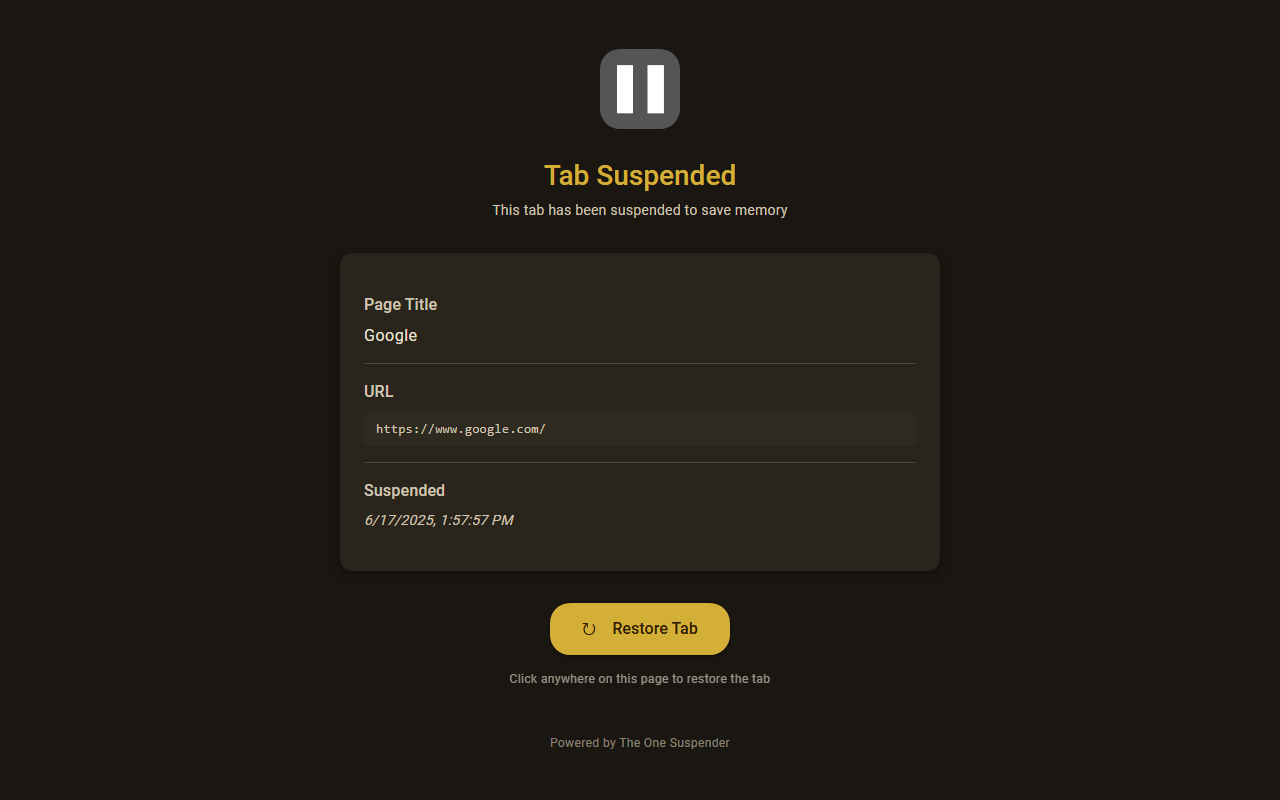 Tab Suspended
This tab has been suspended to save memory
Page Title
Google
URL
https://www.google.com/
Suspended
6/17/2025, 1:57:57 PM
↻ Restore Tab
Click anywhere on this page to restore the tab
Powered by The One Suspender